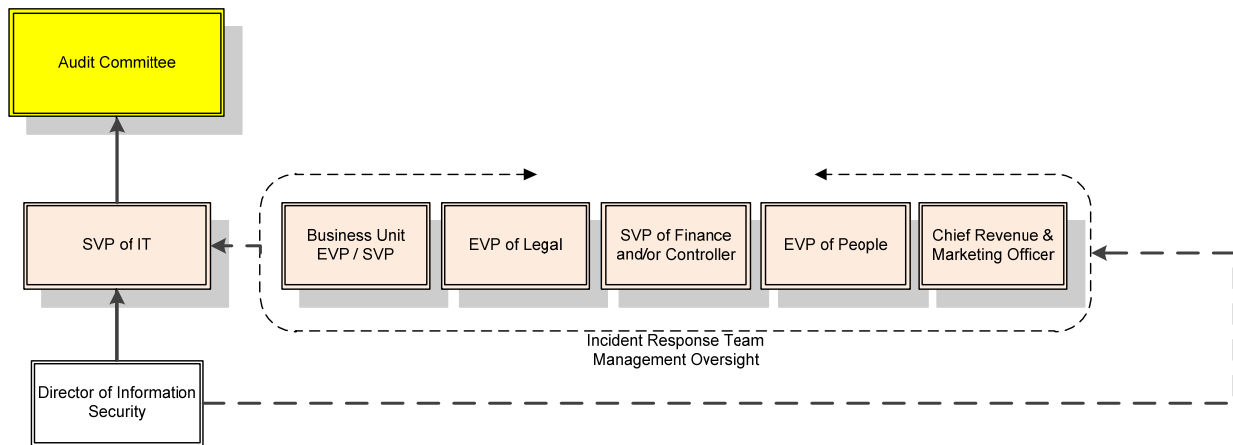 Audit Committee
SVP of IT
Business Unit
EVP / SVP
EVP of Legal
SVP of Finance
and/or Controller
EVP of People
Chief Revenue &
Marketing Officer
Incident Response Team
Management Oversight
Director of Information
Security